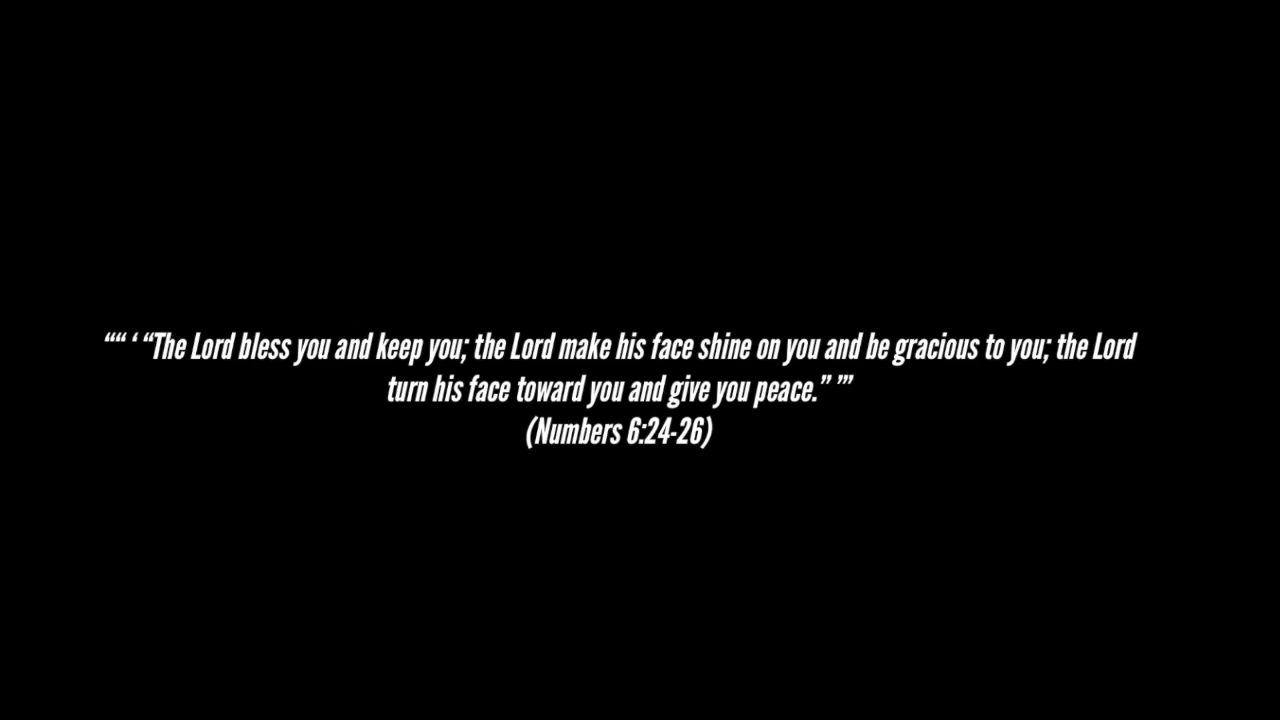 ““ ‘ “The Lord bless you and keep you; the Lord make his face shine on you and be gracious to you; the Lord
turn his face toward you and give you peace.” ’”
(Numbers 6:24-26)